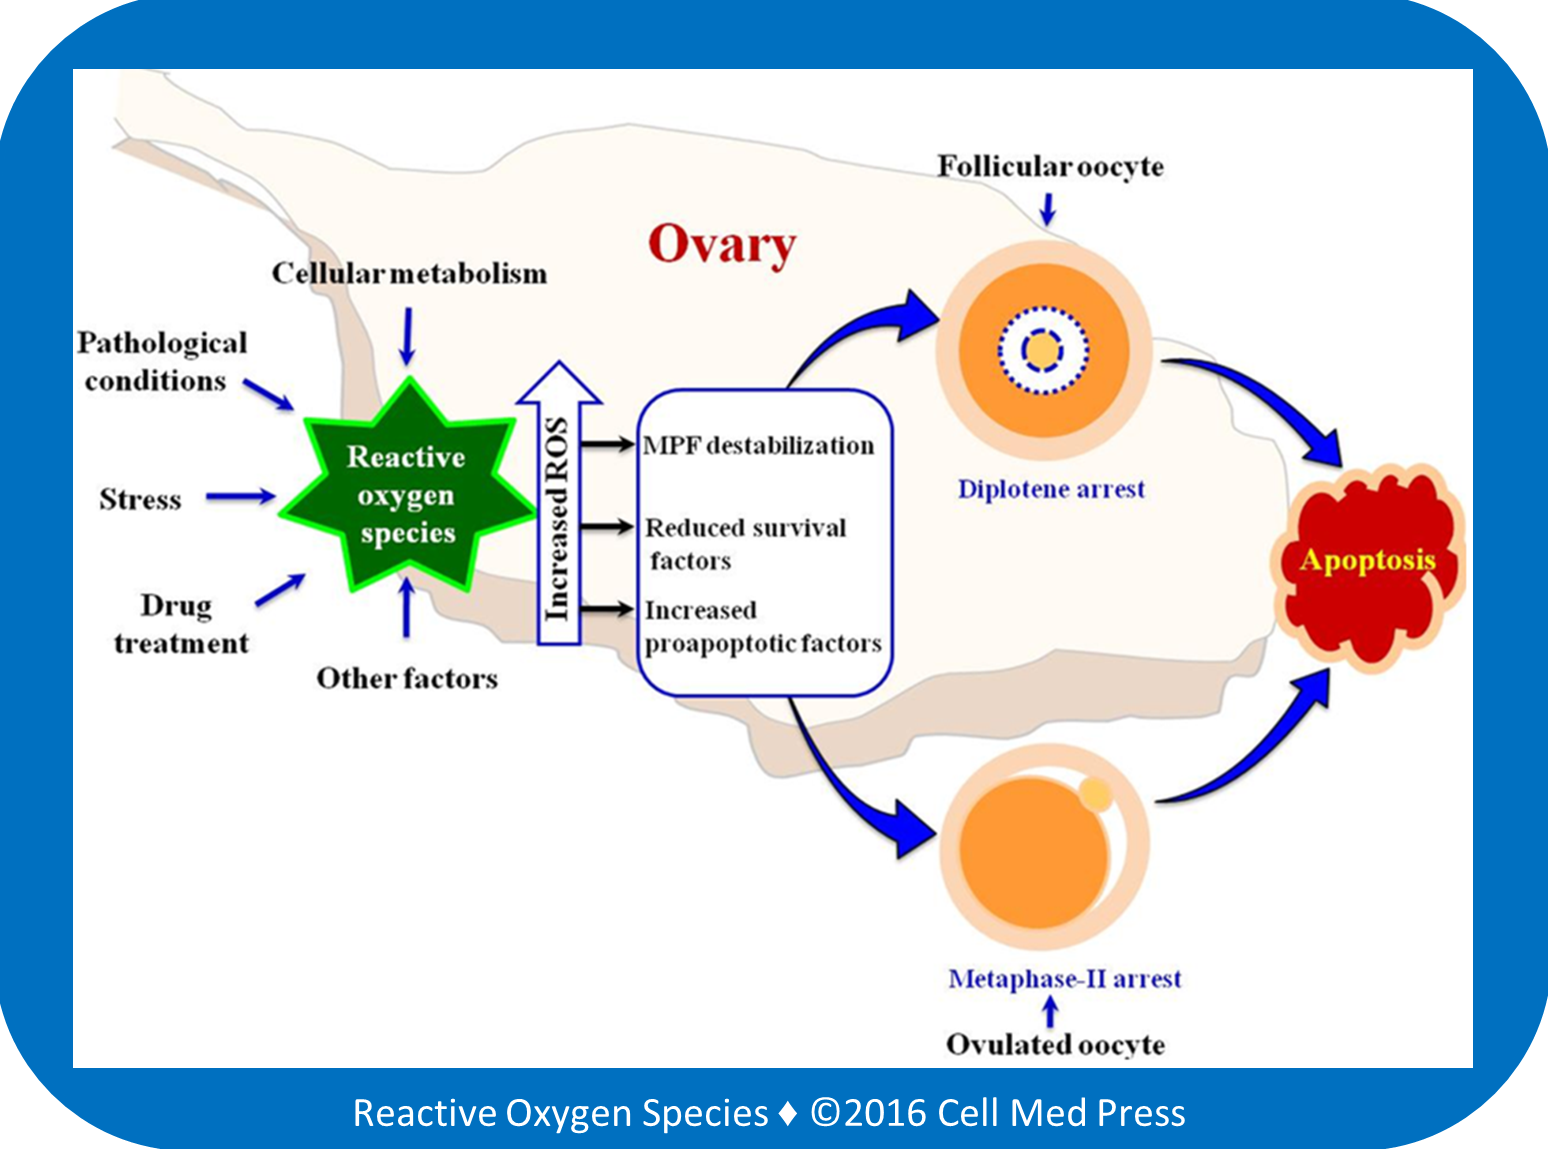 Follicular oocyte
Ovary
Cellular metabolism
Pathological
conditions
Stress
Drug
treatment
Other factors
Reactive
oxygen
species
Increased ROS
MPF destabilization
Reduced survival
factors
Increased
proapoptotic factors
Diplotene arrest
Apoptosis
Metaphase-II arrest
Ovulated oocyte
Reactive Oxygen Species ♦ ©2016 Cell Med Press